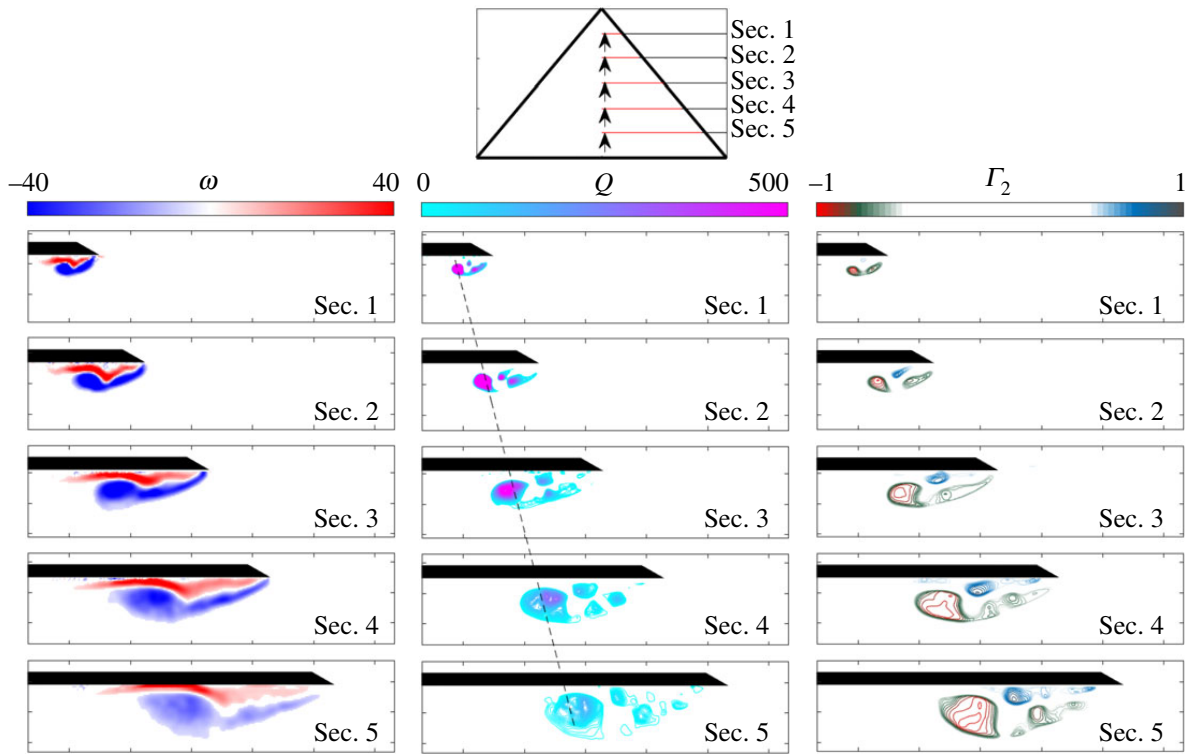 Sec. 1
Sec. 2
Sec. 3
Sec. 4
Sec. 5
–40 ω 40
0 Q 500
–1 Γ2 1
Sec. 1
Sec. 1
Sec. 1
Sec. 2
Sec. 2
Sec. 2
Sec. 3
Sec. 3
Sec. 3
Sec. 4
Sec. 4
Sec. 4
Sec. 5
Sec. 5
Sec. 5